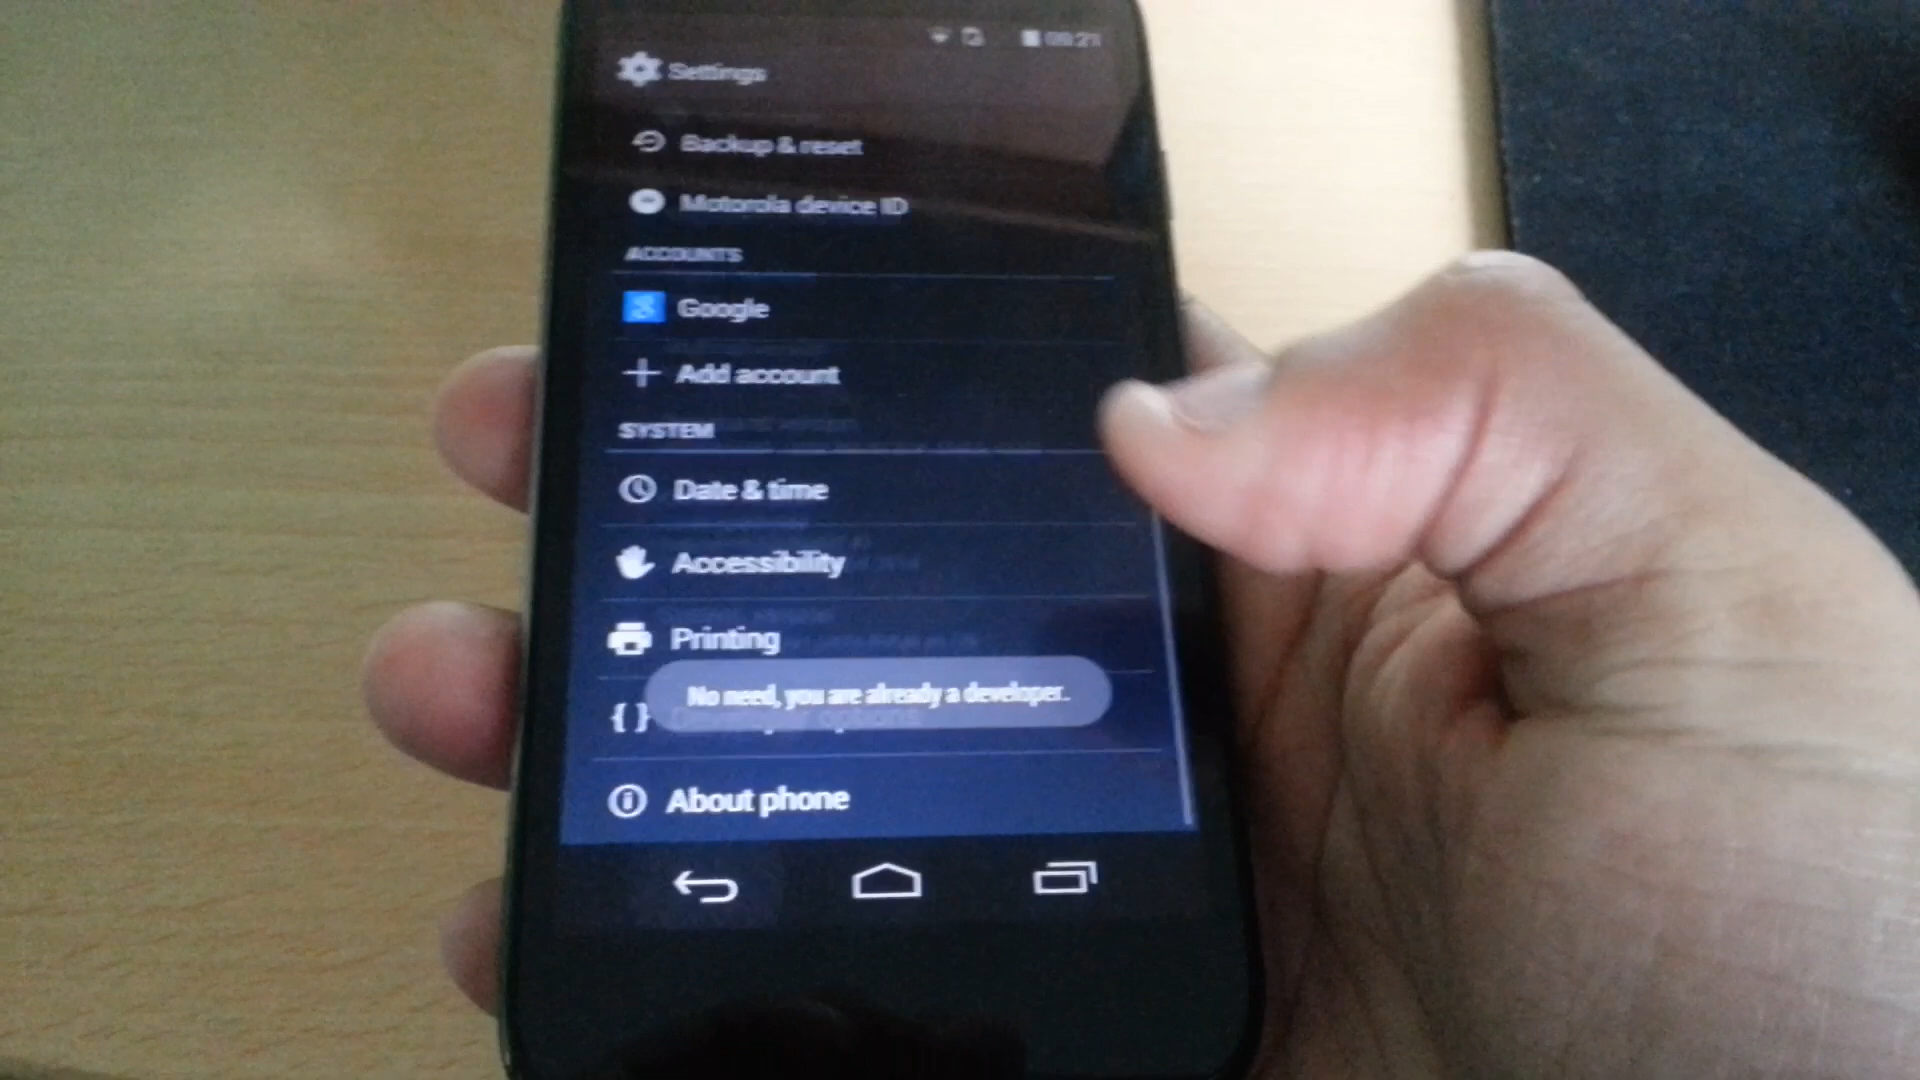 Settings
Backup & reset
Motorola device ID
ACCOUNTS
Google
Add account
SYSTEM
Date & time
Accessibility
Printing
No need, you are already a developer.
{ }
About phone